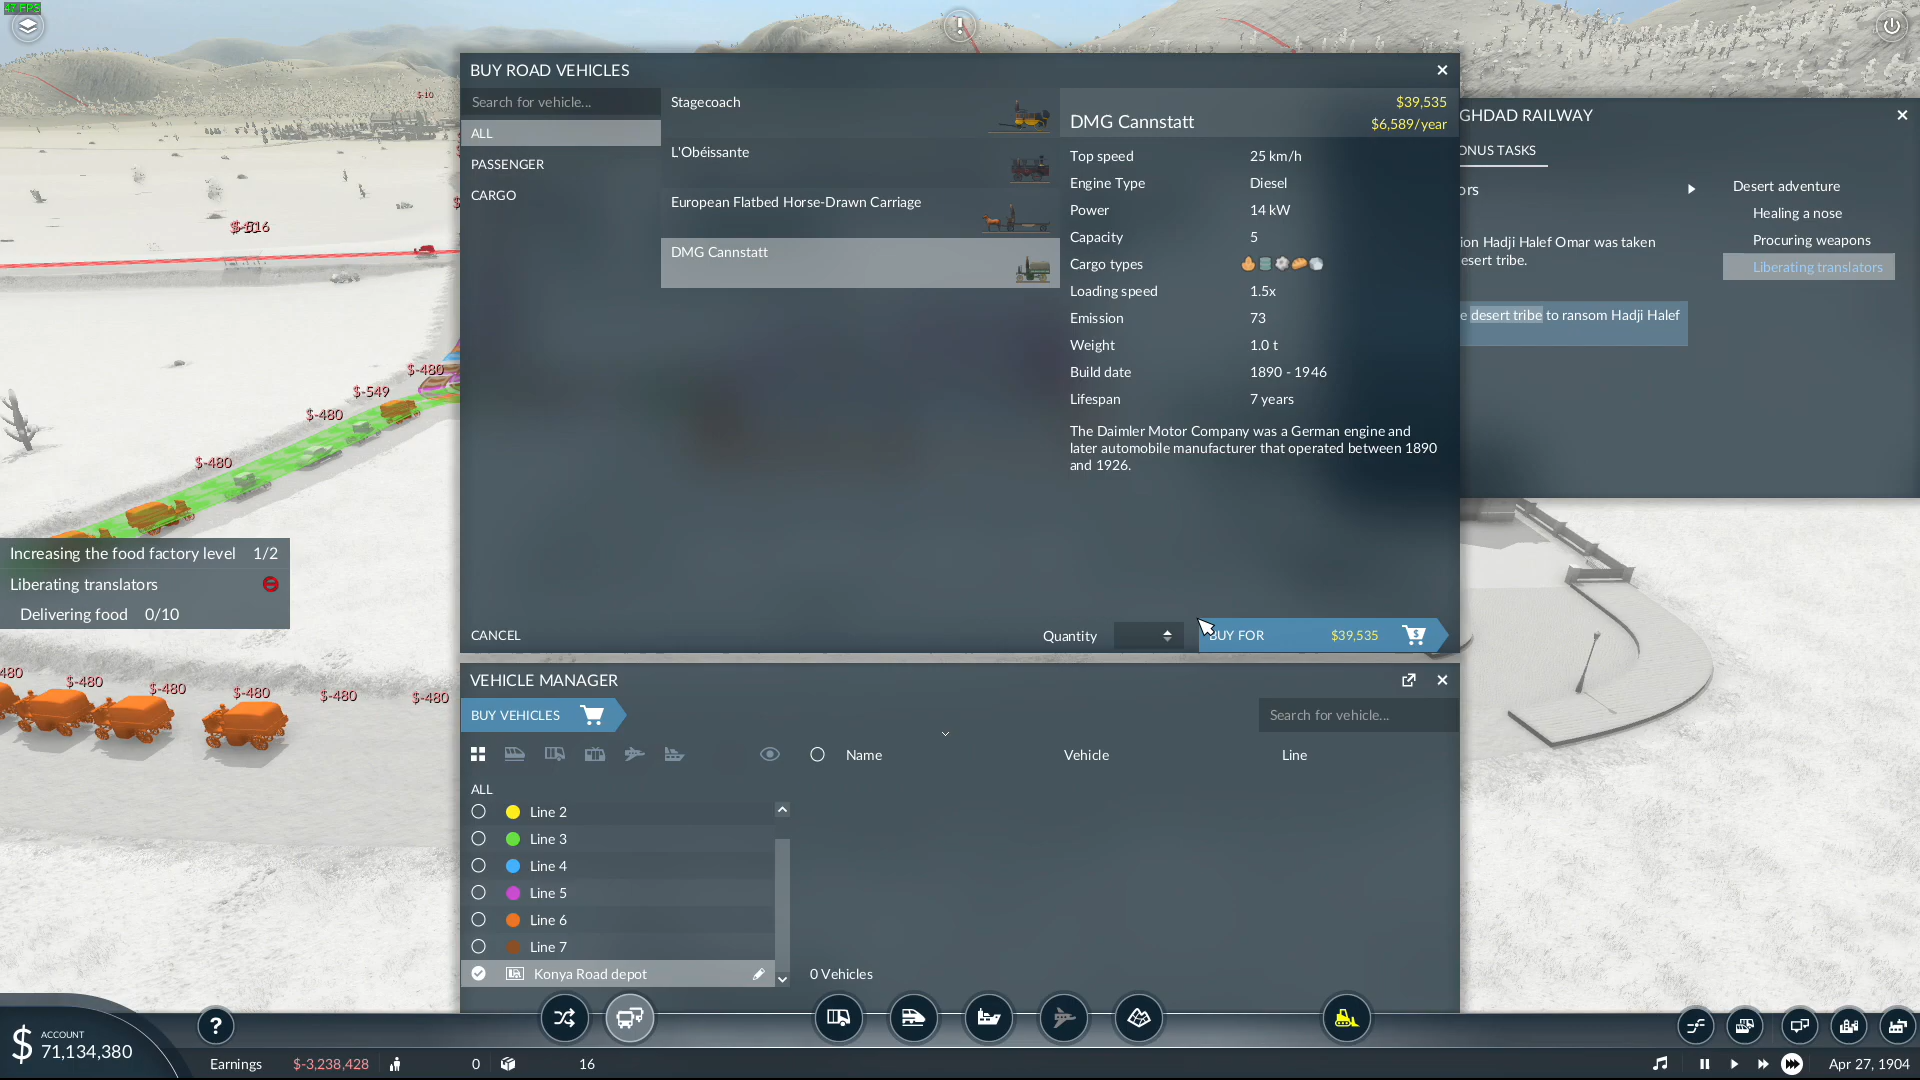 47 FPS
BUY ROAD VEHICLES
Search for vehicle...
ALL
PASSENGER
CARGO
Stagecoach
L'Obéissante
European Flatbed Horse-Drawn Carriage
DMG Cannstatt
$39,535
DMG Cannstatt
$6,589/year
Top speed 25 km/h
Engine Type Diesel
Power 14 kW
Capacity 5
Cargo types
Loading speed 1.5x
Emission 73
Weight 1.0 t
Build date 1890 - 1946
Lifespan 7 years
The Daimler Motor Company was a German engine and
later automobile manufacturer that operated between 1890
and 1926.
CANCEL
Quantity
BUY FOR $39,535
GHDAD RAILWAY
ONUS TASKS
ors
ion Hadji Halef Omar was taken
esert tribe.
e desert tribe to ransom Hadji Halef
Desert adventure
Healing a nose
Procuring weapons
Liberating translators
$-10
$-480
$-549
$-480
$-480
Increasing the food factory level 1/2
Liberating translators
Delivering food 0/10
480
$-480
$-480
$-480
$-480
$-480
VEHICLE MANAGER
BUY VEHICLES
Search for vehicle...
Name Vehicle Line
ALL
Line 2
Line 3
Line 4
Line 5
Line 6
Line 7
Konya Road depot
0 Vehicles
?
$ ACCOUNT
71,134,380
Earnings $-3,238,428 0 16
Apr 27, 1904